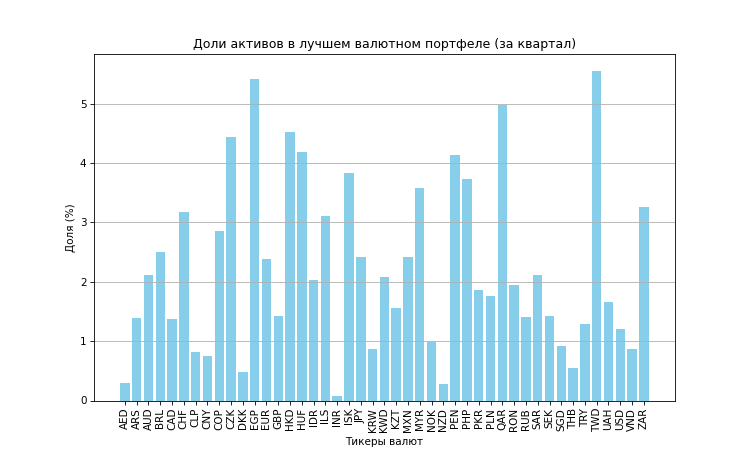 Доли активов в лучшем валютном портфеле (за квартал)
Доля (%)
5
4
3
2
1
0
AED ARS AUD BRL CAD CHF CLP CNY COP CZK DKK EGP EUR GBP HKD HUF IDR ILS INR ISK JPY KRW KWD KZT MXN MYR NOK NZD PEN PHP PKR PLN QAR RON RUB SAR SEK SGD THB TRY TWD UAH USD VND ZAR
Тикеры валют